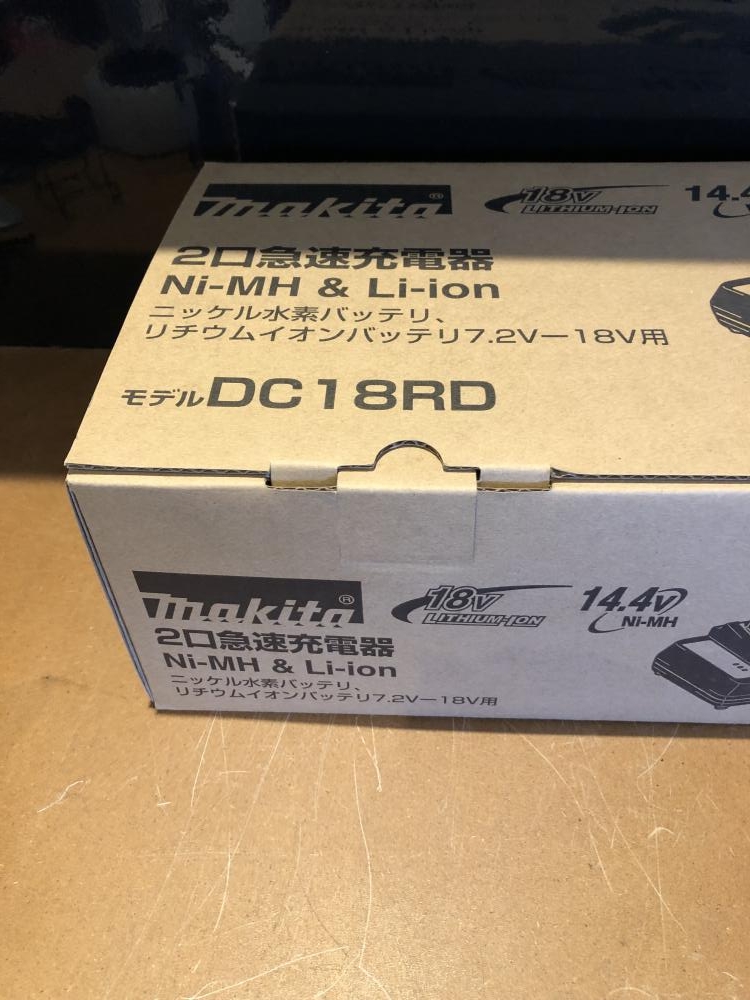 makita® 18V LITHIUM-ION 14.4
2口急速充電器
Ni-MH & Li-ion
ニッケル水素バッテリ、
リチウムイオンバッテリ7.2V－18V用
モデルDC18RD
makita® 18V LITHIUM-ION 14.4V Ni-MH
2口急速充電器
Ni-MH & Li-ion
ニッケル水素バッテリ、
リチウムイオンバッテリ7.2V－18V用